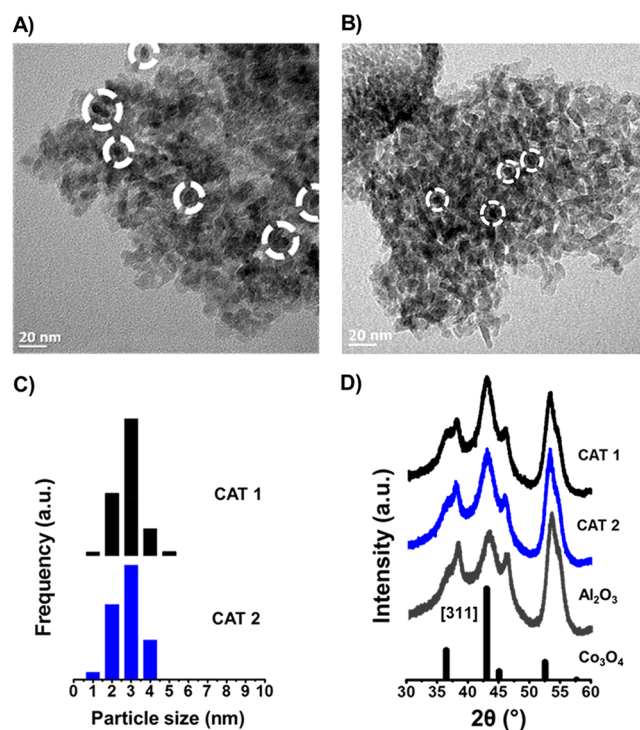 A)
B)
20 nm
20 nm
C)
D)
Frequency (a.u.)
CAT 1
CAT 2
0 1 2 3 4 5 6 7 8 9 10
Particle size (nm)
Intensity (a.u.)
CAT 1
CAT 2
Al₂O₃
[311]
Co₃O₄
30 35 40 45 50 55 60
2θ (°)